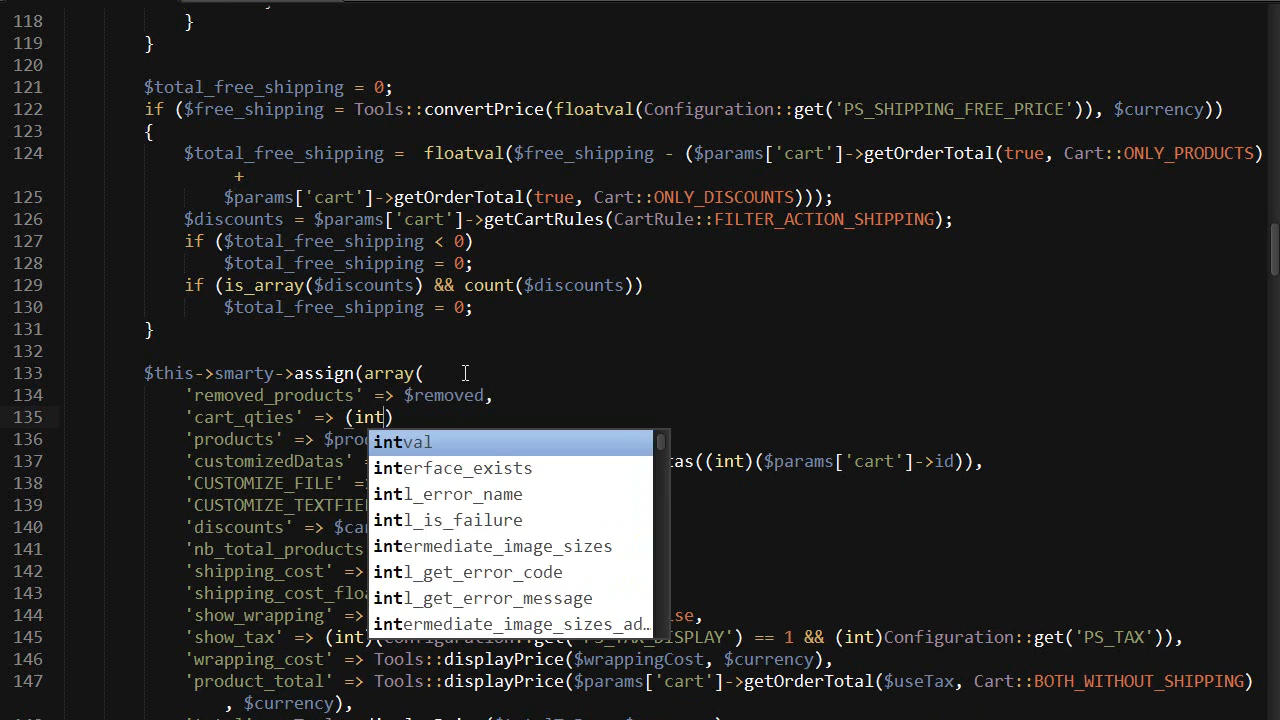 118 }
119 }
120
121 $total_free_shipping = 0;
122 if ($free_shipping = Tools::convertPrice(floatval(Configuration::get('PS_SHIPPING_FREE_PRICE')), $currency))
123 {
124 $total_free_shipping =  floatval($free_shipping - ($params['cart']->getOrderTotal(true, Cart::ONLY_PRODUCTS)
+
125 $params['cart']->getOrderTotal(true, Cart::ONLY_DISCOUNTS)));
126 $discounts = $params['cart']->getCartRules(CartRule::FILTER_ACTION_SHIPPING);
127 if ($total_free_shipping < 0)
128 $total_free_shipping = 0;
129 if (is_array($discounts) && count($discounts))
130 $total_free_shipping = 0;
131 }
132
133 $this->smarty->assign(array(
134 'removed_products' => $removed,
135 'cart_qties' => (int)
136 'products' => $pro
intval
137 'customizedDatas' tas((int)($params['cart']->id)),
interface_exists
138 'CUSTOMIZE_FILE' =
intl_error_name
139 'CUSTOMIZE_TEXTFIE
intl_is_failure
140 'discounts' => $ca
intermediate_image_sizes
141 'nb_total_products
142 'shipping_cost' =>
intl_get_error_code
143 'shipping_cost_flo
intl_get_error_message
144 'show_wrapping' => se,
intermediate_image_sizes_ad…
145 'show_tax' => (int)(Configuration::get('PS_TAX_DISPLAY') == 1 && (int)Configuration::get('PS_TAX')),
146 'wrapping_cost' => Tools::displayPrice($wrappingCost, $currency),
147 'product_total' => Tools::displayPrice($params['cart']->getOrderTotal($useTax, Cart::BOTH_WITHOUT_SHIPPING)
, $currency),